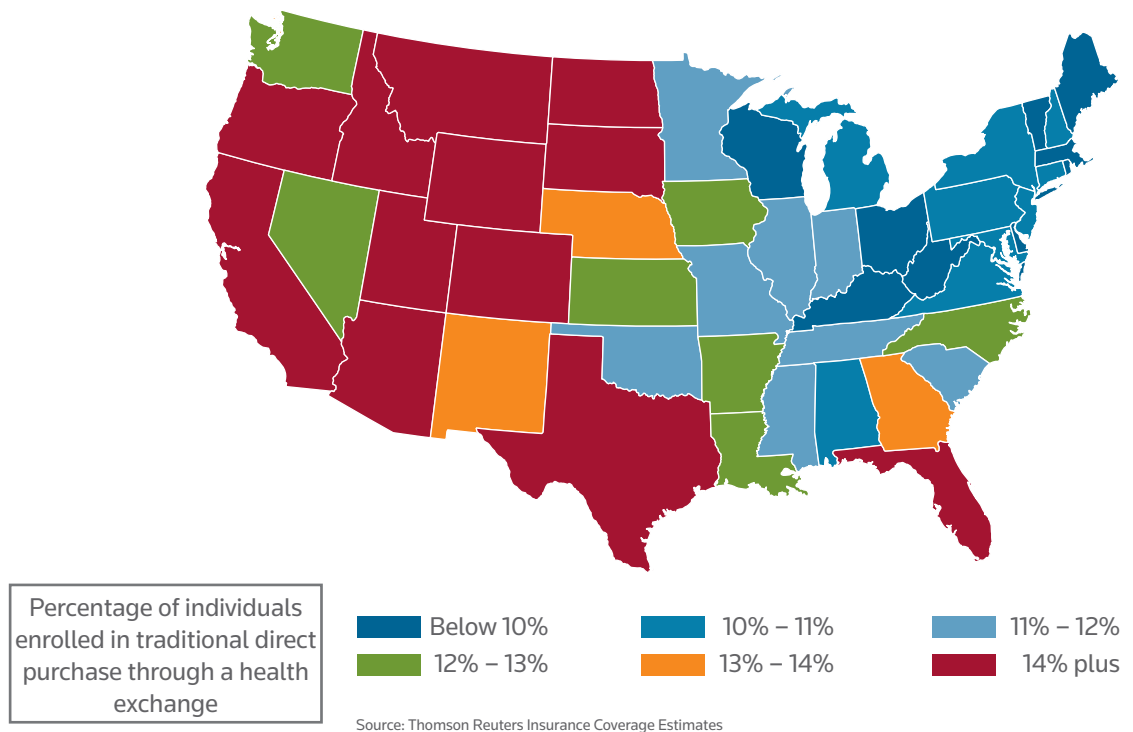 Percentage of individuals
enrolled in traditional direct
purchase through a health
exchange
Below 10%
10% – 11%
11% – 12%
12% – 13%
13% – 14%
14% plus
Source: Thomson Reuters Insurance Coverage Estimates